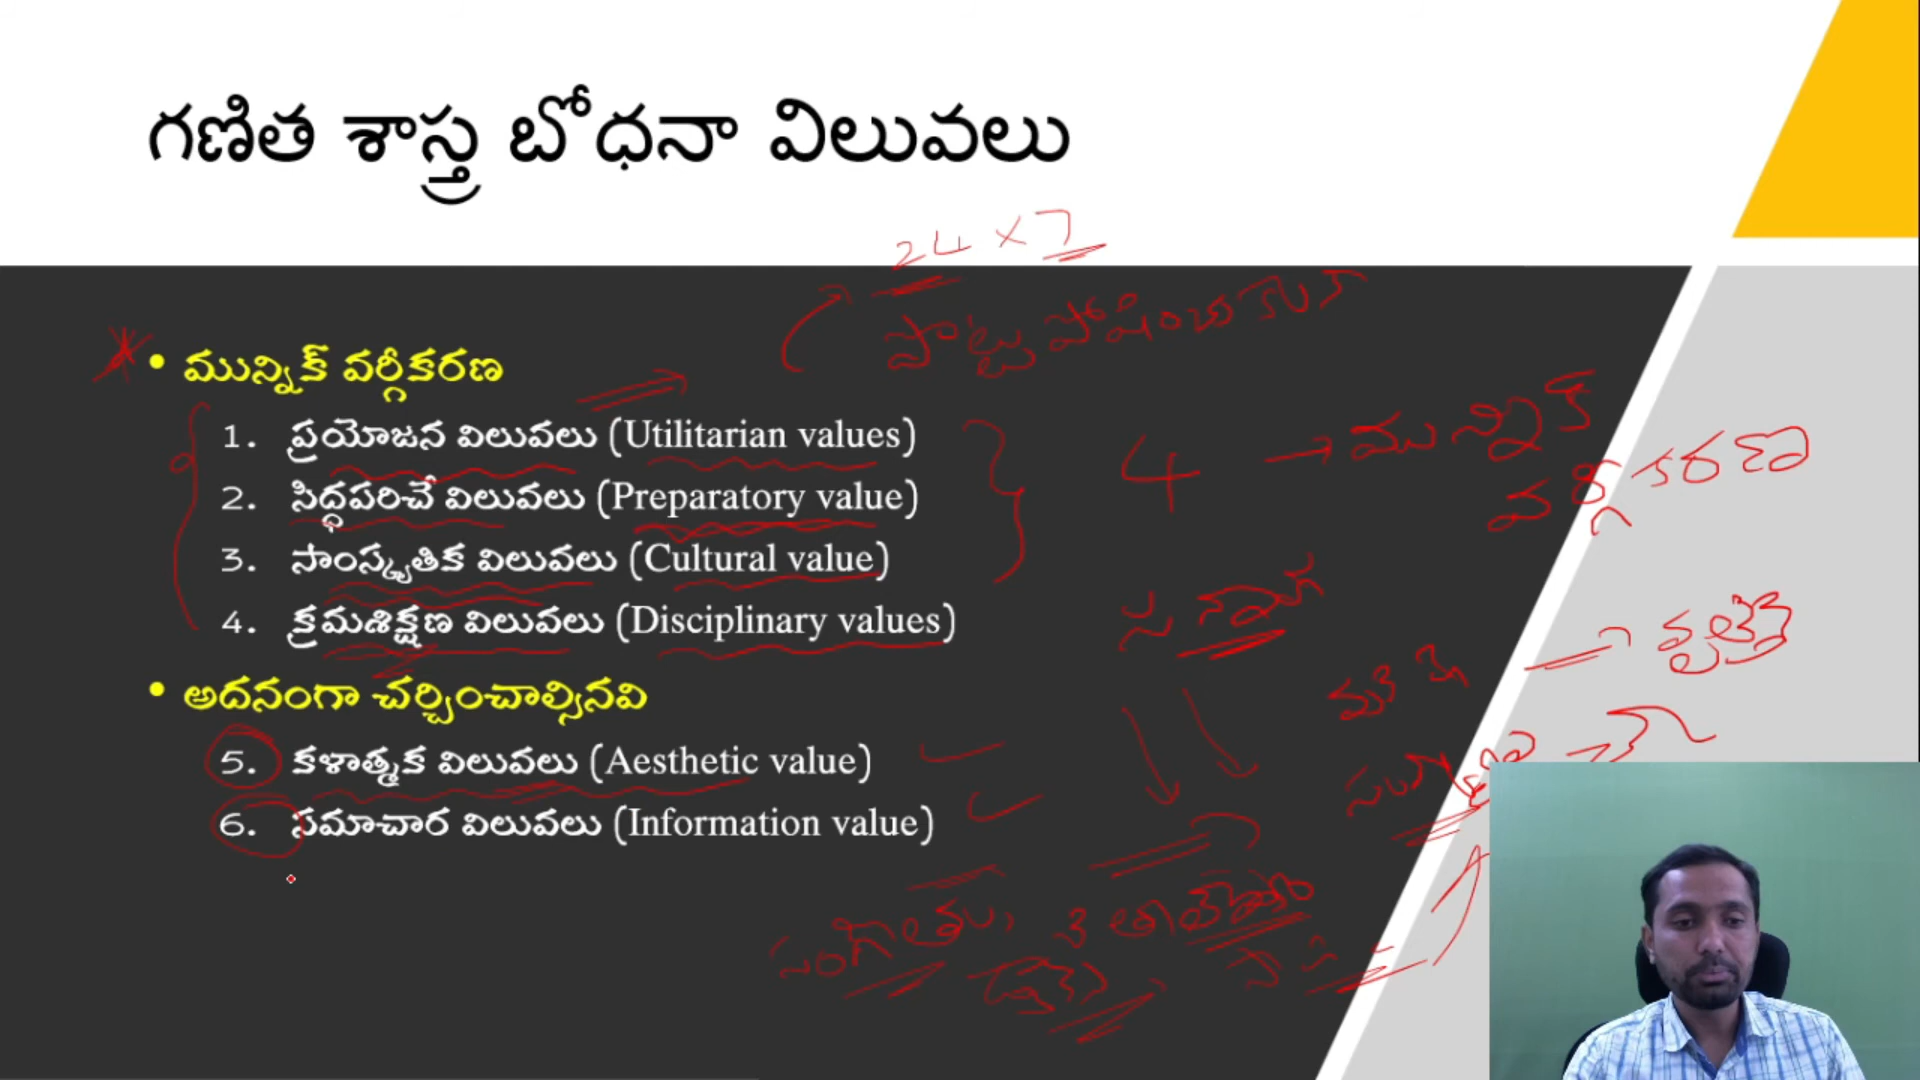 గణిత శాస్త్ర బోధనా విలువలు
24 x 7
పొట్ట పోషించుకొనుటకు
• మున్నిక్ వర్గీకరణ
1. ప్రయోజన విలువలు (Utilitarian values)
2. సిద్ధపరిచే విలువలు (Preparatory value)
3. సాంస్కృతిక విలువలు (Cultural value)
4. క్రమశిక్షణ విలువలు (Disciplinary values)
4 → మున్నిక్
వర్గీకరణ
• అదనంగా చర్చించాల్సినవి
5. కళాత్మక విలువలు (Aesthetic value)
6. సమాచార విలువలు (Information value)